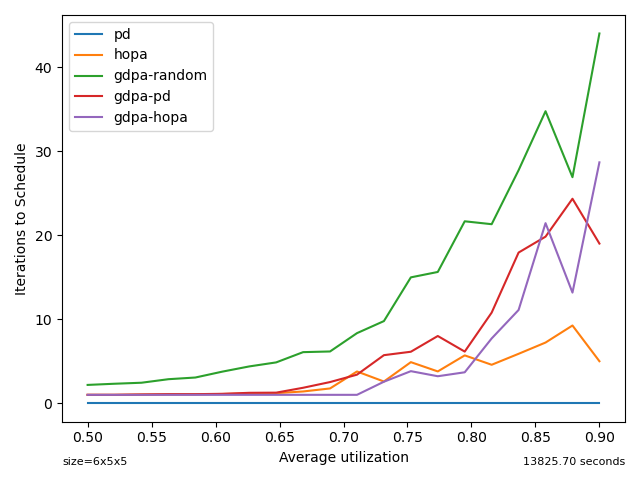 pd
hopa
gdpa-random
gdpa-pd
gdpa-hopa
Iterations to Schedule
40
30
20
10
0
0.50 0.55 0.60 0.65 0.70 0.75 0.80 0.85 0.90
Average utilization
size=6x5x5
13825.70 seconds